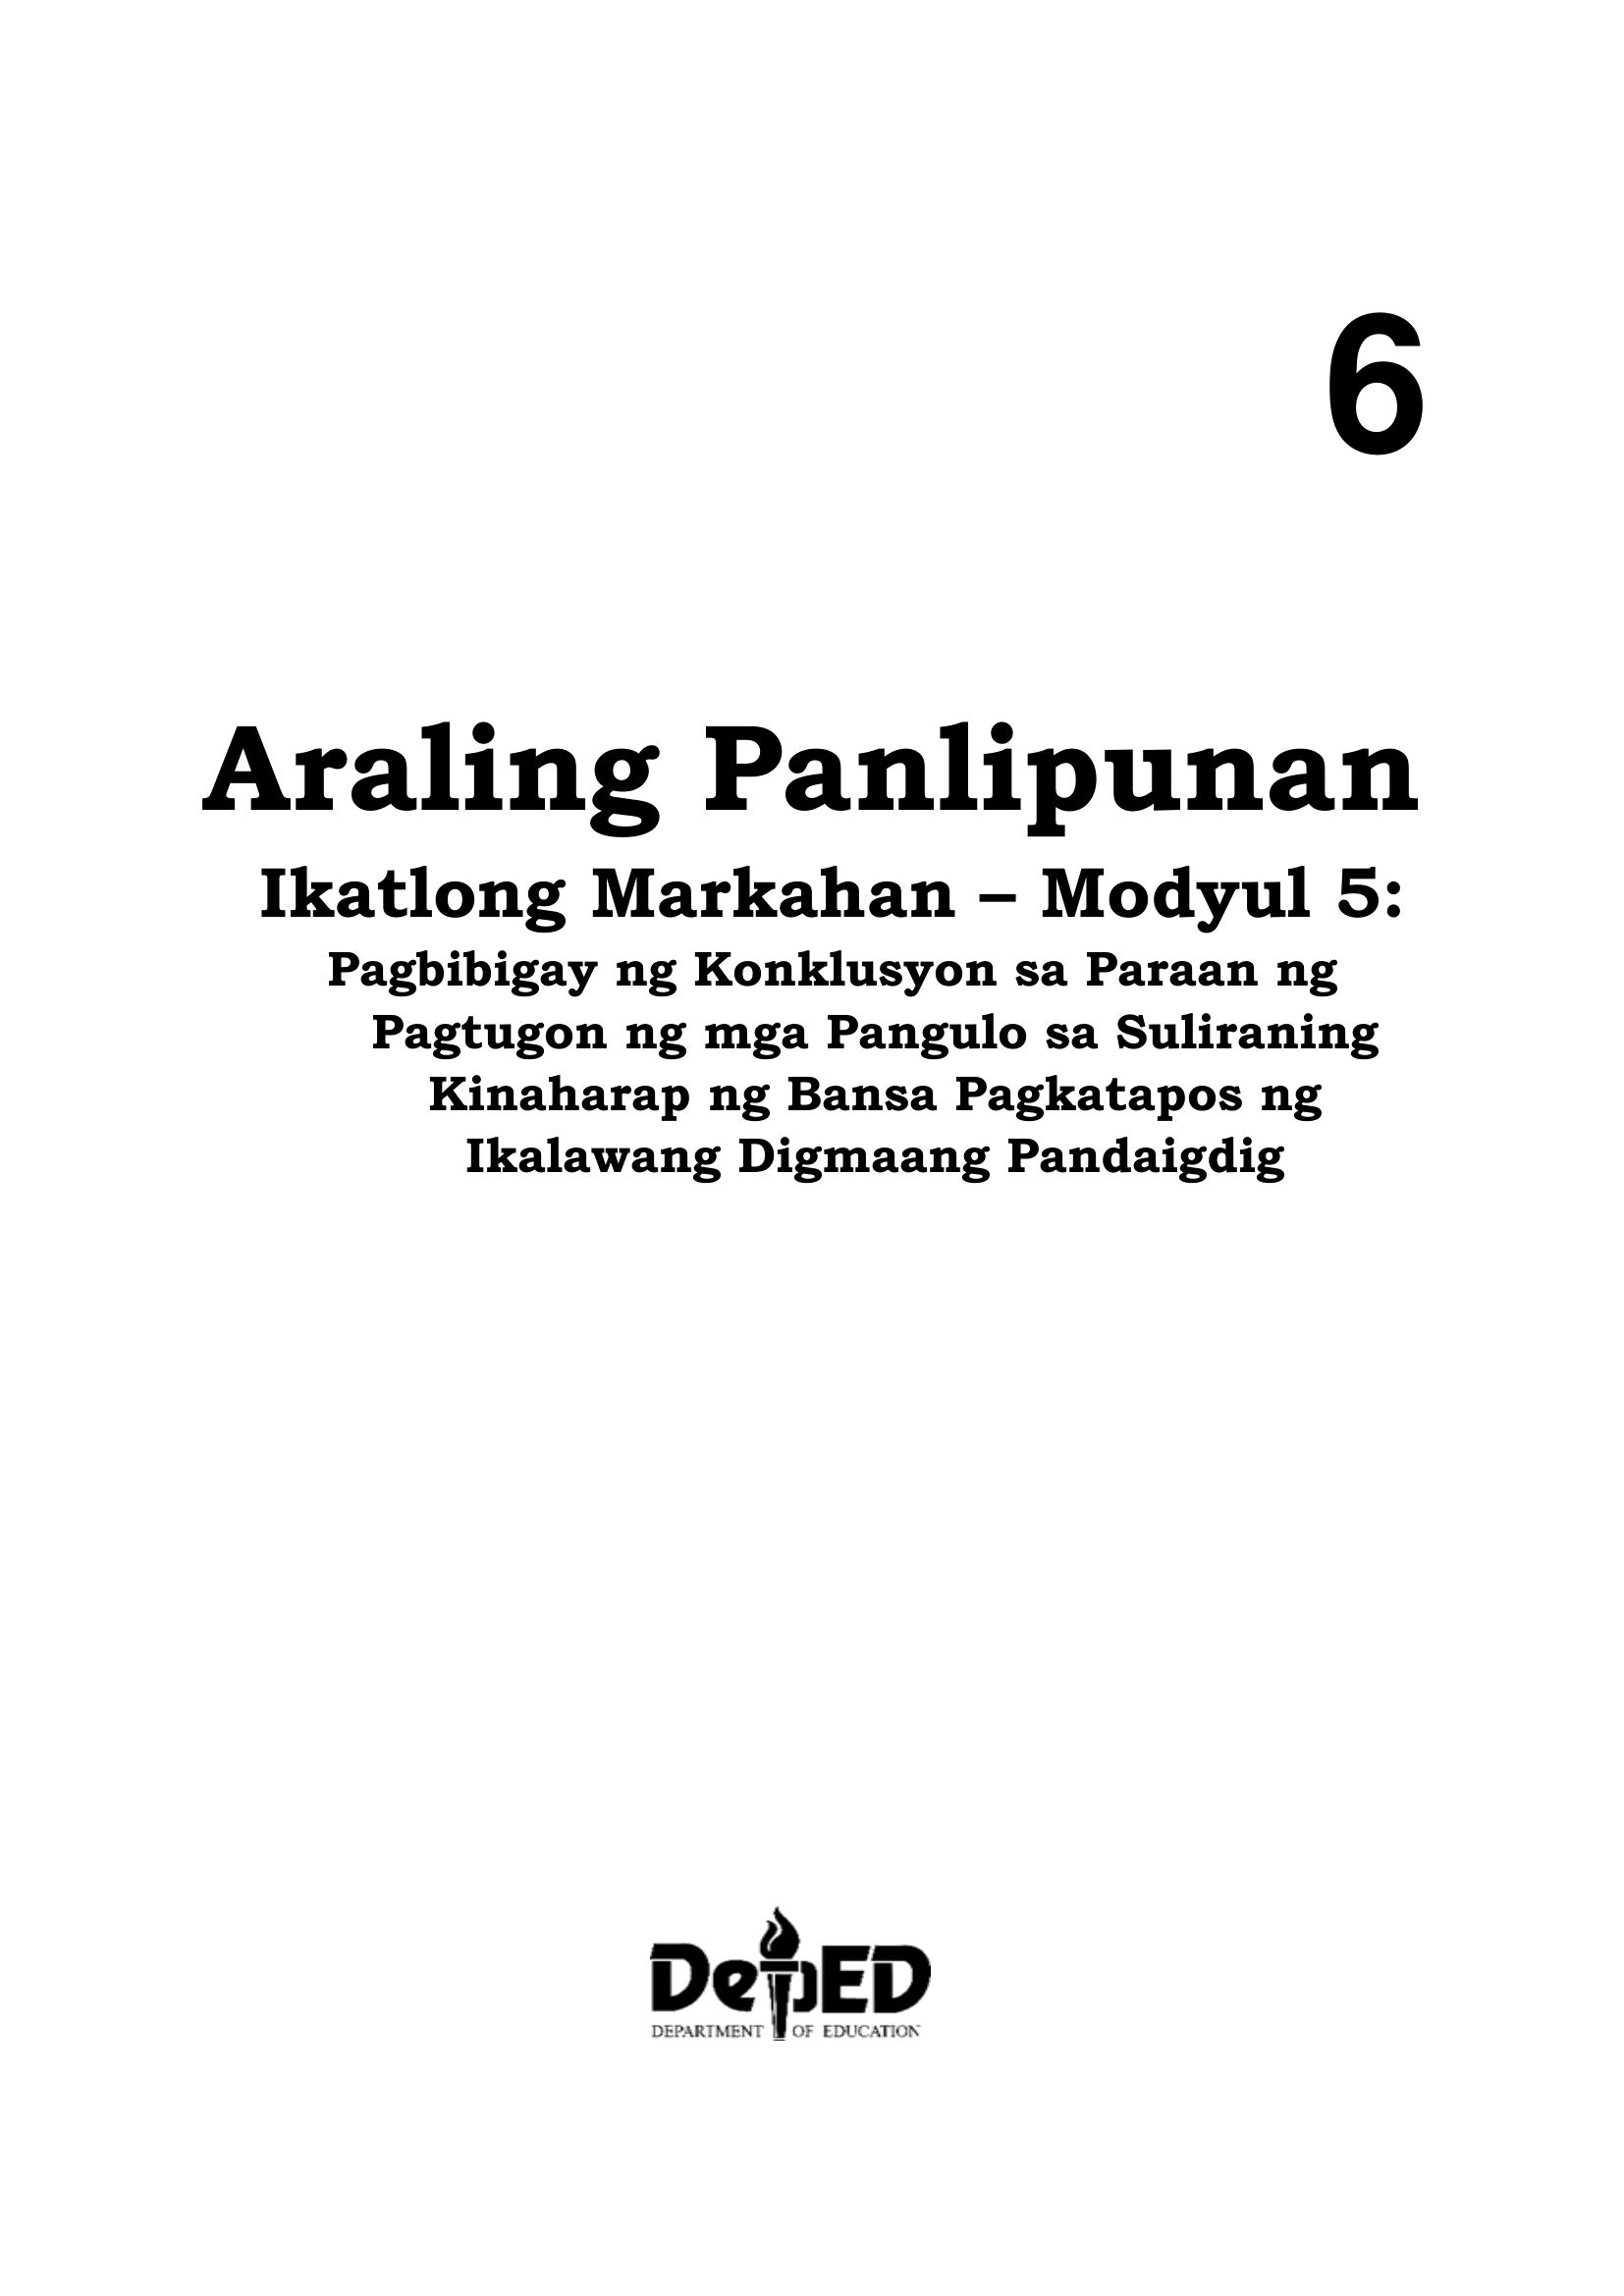 6
Araling Panlipunan
Ikatlong Markahan – Modyul 5:
Pagbibigay ng Konklusyon sa Paraan ng
Pagtugon ng mga Pangulo sa Suliraning
Kinaharap ng Bansa Pagkatapos ng
Ikalawang Digmaang Pandaigdig
DepED
DEPARTMENT OF EDUCATION